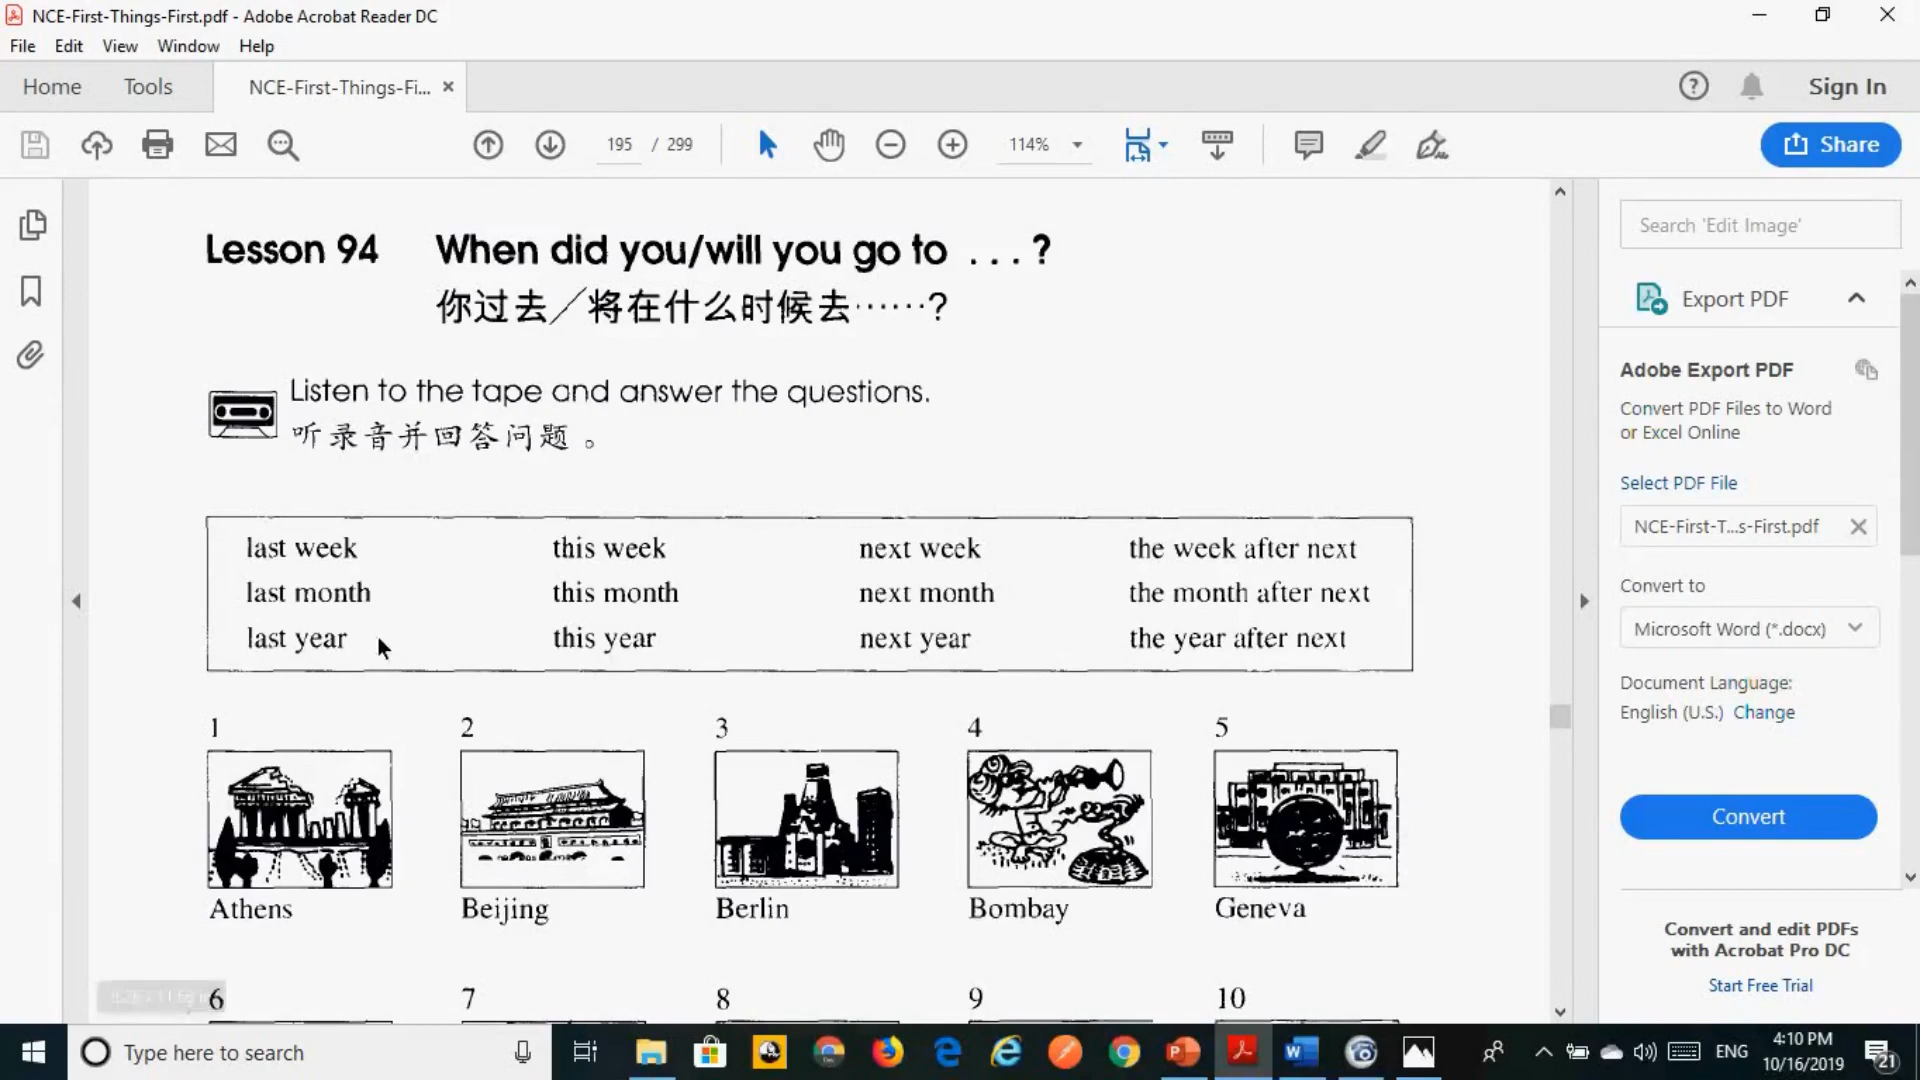 NCE-First-Things-First.pdf - Adobe Acrobat Reader DC
File Edit View Window Help
Home Tools NCE-First-Things-Fi... Sign In
195 / 299 114% Share
Lesson 94 When did you/will you go to ...?
你过去／将在什么时候去……?
Listen to the tape and answer the questions.
听录音并回答问题。
last week this week next week the week after next
last month this month next month the month after next
last year this year next year the year after next
1 2 3 4 5
Athens Beijing Berlin Bombay Geneva
6 7 8 9 10
Search 'Edit Image'
Export PDF
Adobe Export PDF
Convert PDF Files to Word
or Excel Online
Select PDF File
NCE-First-T...s-First.pdf
Convert to
Microsoft Word (*.docx)
Document Language:
English (U.S.) Change
Convert
Convert and edit PDFs
with Acrobat Pro DC
Start Free Trial
Type here to search
ENG
4:10 PM
10/16/2019
21